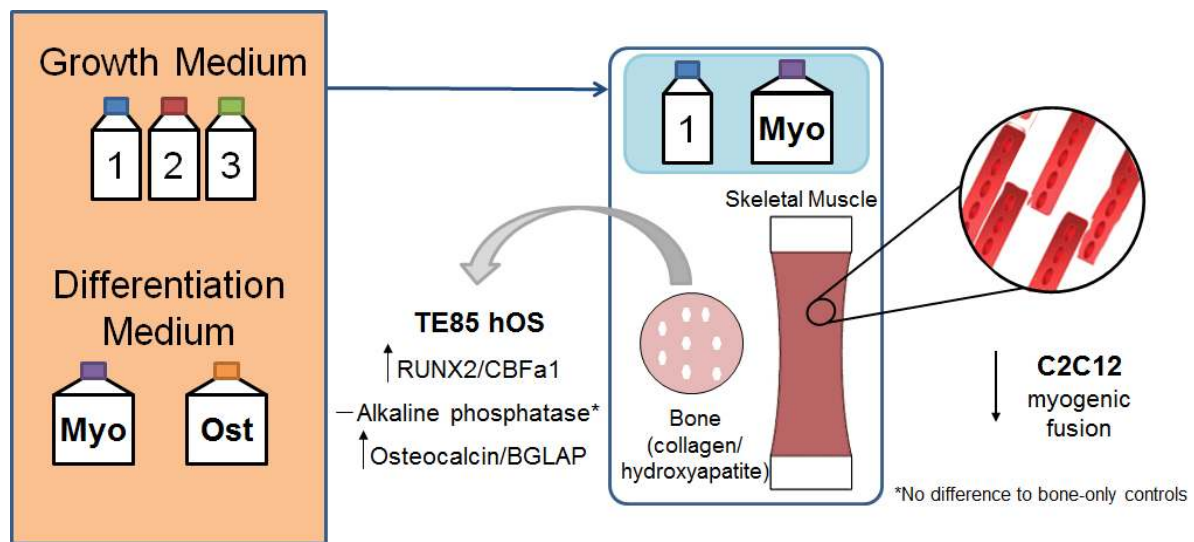 Growth Medium
1 2 3
Differentiation
Medium
Myo Ost
1 Myo
Skeletal Muscle
TE85 hOS
↑RUNX2/CBFa1
–Alkaline phosphatase*
↑Osteocalcin/BGLAP
Bone
(collagen/
hydroxyapatite)
C2C12
myogenic
fusion
*No difference to bone-only controls